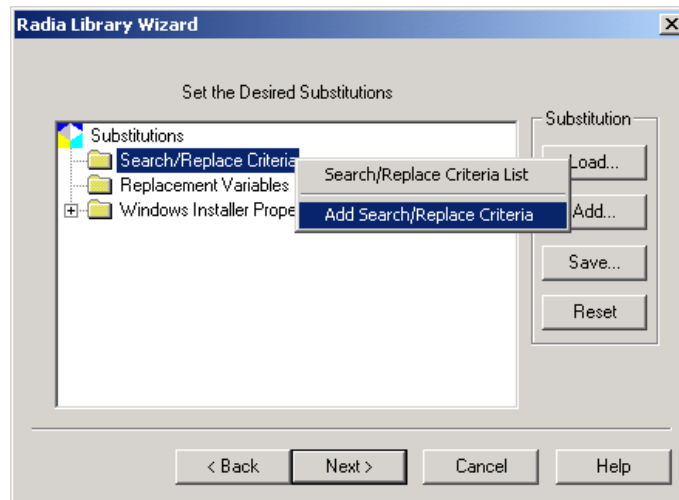 Radia Library Wizard
Set the Desired Substitutions
Substitutions
Search/Replace Criteria
Replacement Variables
Windows Installer Prope
Search/Replace Criteria List
Add Search/Replace Criteria
Substitution
Load...
Add...
Save...
Reset
< Back
Next >
Cancel
Help